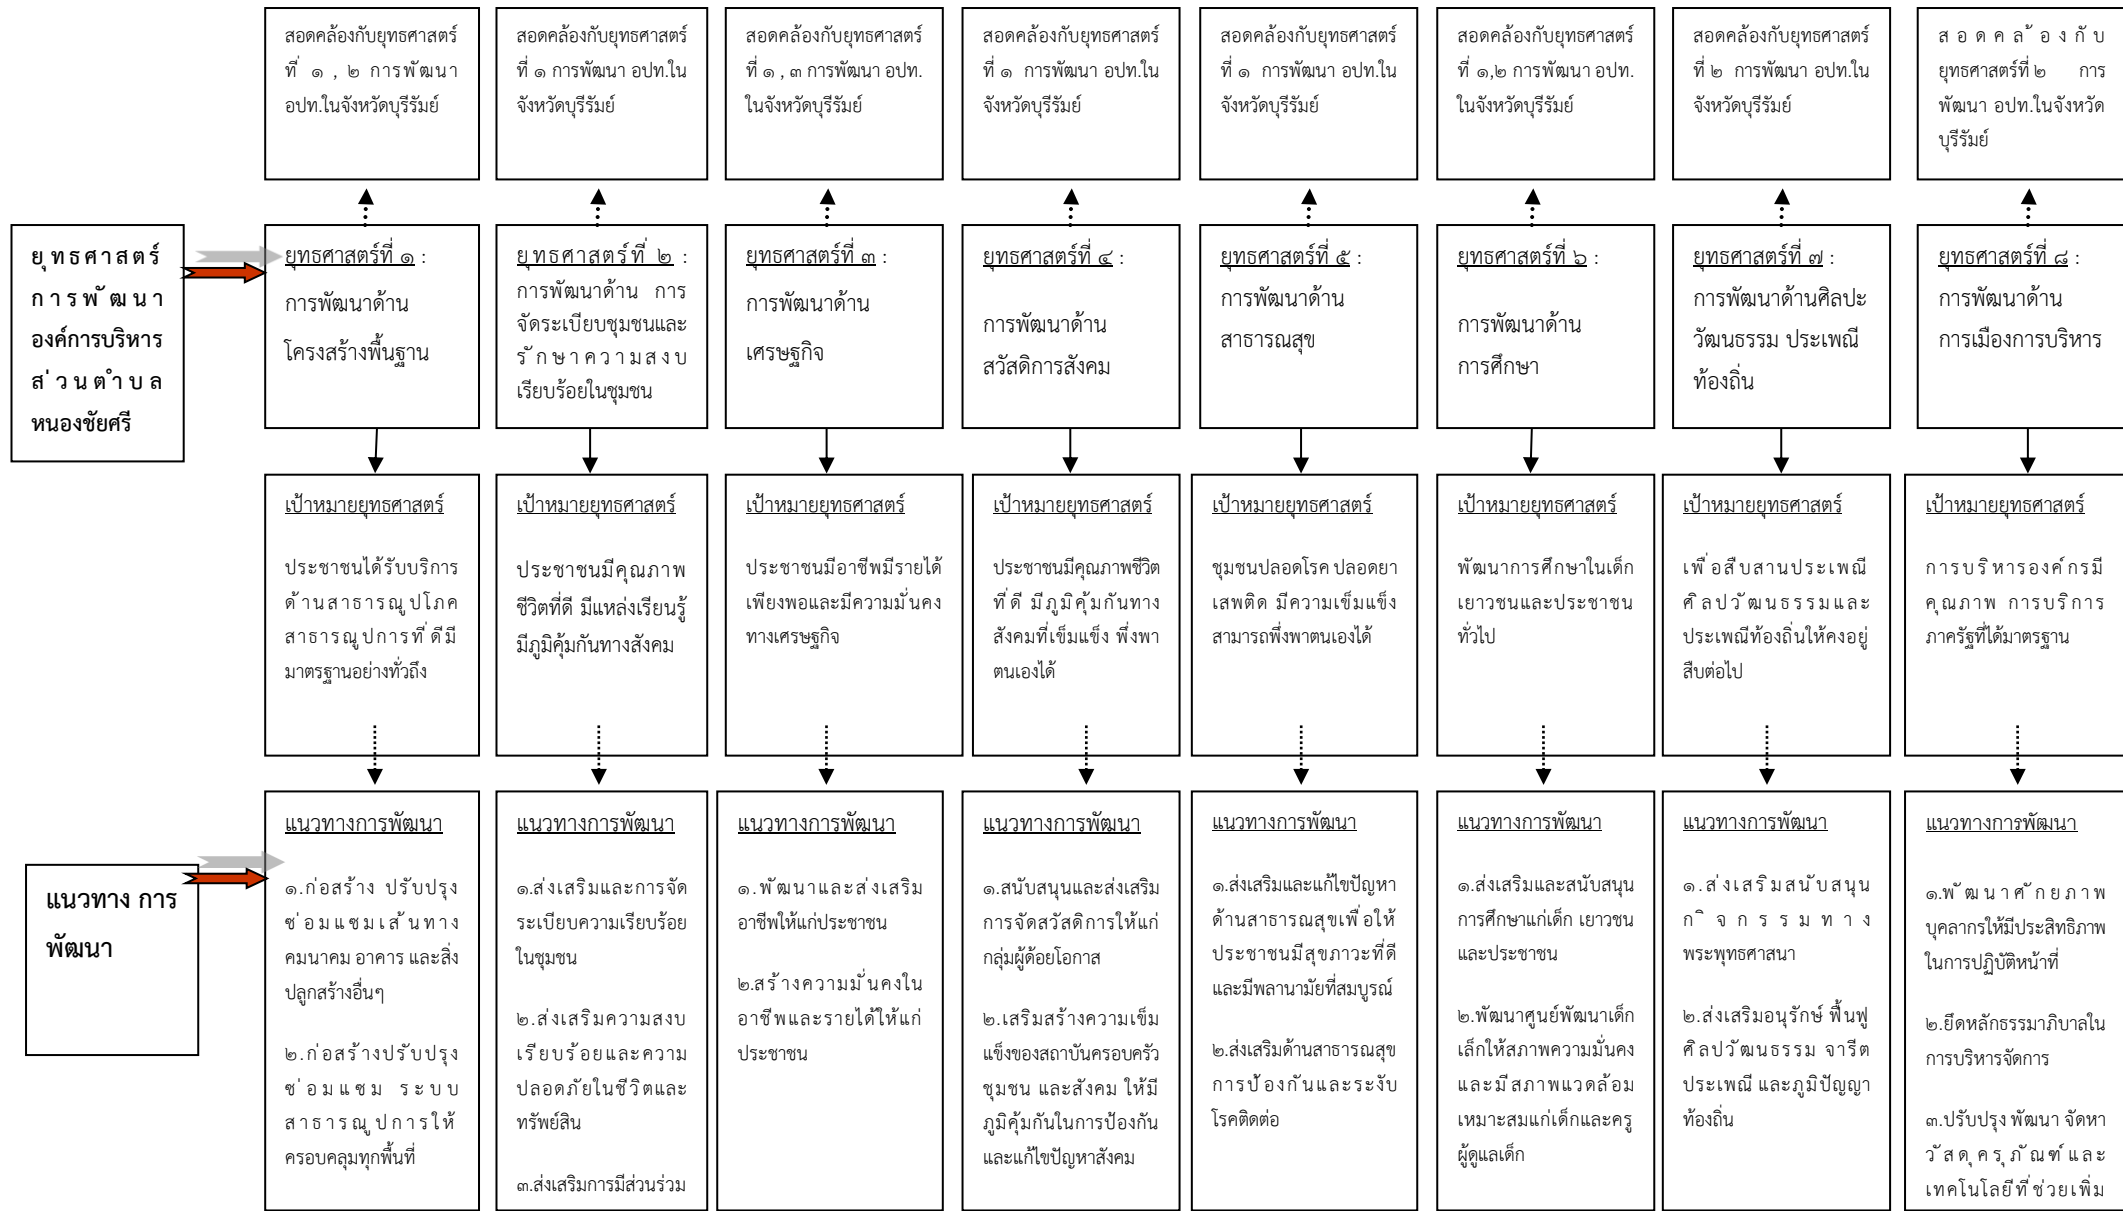 สอดคล้องกับยุทธศาสตร์
ที่ ๑ , ๒ การพัฒนา
อปท.ในจังหวัดบุรีรัมย์
สอดคล้องกับยุทธศาสตร์
ที่ ๑ การพัฒนา อปท.ใน
จังหวัดบุรีรัมย์
สอดคล้องกับยุทธศาสตร์
ที่ ๑ , ๓ การพัฒนา อปท.
ในจังหวัดบุรีรัมย์
สอดคล้องกับยุทธศาสตร์
ที่ ๑ การพัฒนา อปท.ใน
จังหวัดบุรีรัมย์
สอดคล้องกับยุทธศาสตร์
ที่ ๑ การพัฒนา อปท.ใน
จังหวัดบุรีรัมย์
สอดคล้องกับยุทธศาสตร์
ที่ ๑,๒ การพัฒนา อปท.
ในจังหวัดบุรีรัมย์
สอดคล้องกับยุทธศาสตร์
ที่ ๒ การพัฒนา อปท.ใน
จังหวัดบุรีรัมย์
สอดคล้องกับ
ยุทธศาสตร์ที่ ๒ การ
พัฒนา อปท.ในจังหวัด
บุรีรัมย์
ยุทธศาสตร์
การพัฒนา
องค์การบริหาร
ส่วนตำบล
หนองชัยศรี
ยุทธศาสตร์ที่ ๑ :
การพัฒนาด้าน
โครงสร้างพื้นฐาน
ยุทธศาสตร์ที่ ๒ :
การพัฒนาด้าน การ
จัดระเบียบชุมชนและ
รักษาความสงบ
เรียบร้อยในชุมชน
ยุทธศาสตร์ที่ ๓ :
การพัฒนาด้าน
เศรษฐกิจ
ยุทธศาสตร์ที่ ๔ :
การพัฒนาด้าน
สวัสดิการสังคม
ยุทธศาสตร์ที่ ๕ :
การพัฒนาด้าน
สาธารณสุข
ยุทธศาสตร์ที่ ๖ :
การพัฒนาด้าน
การศึกษา
ยุทธศาสตร์ที่ ๗ :
การพัฒนาด้านศิลปะ
วัฒนธรรม ประเพณี
ท้องถิ่น
ยุทธศาสตร์ที่ ๘ :
การพัฒนาด้าน
การเมืองการบริหาร
เป้าหมายยุทธศาสตร์
ประชาชนได้รับบริการ
ด้านสาธารณูปโภค
สาธารณูปการที่ดีมี
มาตรฐานอย่างทั่วถึง
เป้าหมายยุทธศาสตร์
ประชาชนมีคุณภาพ
ชีวิตที่ดี มีแหล่งเรียนรู้
มีภูมิคุ้มกันทางสังคม
เป้าหมายยุทธศาสตร์
ประชาชนมีอาชีพมีรายได้
เพียงพอและมีความมั่นคง
ทางเศรษฐกิจ
เป้าหมายยุทธศาสตร์
ประชาชนมีคุณภาพชีวิต
ที่ดี มีภูมิคุ้มกันทาง
สังคมที่เข้มแข็ง พึ่งพา
ตนเองได้
เป้าหมายยุทธศาสตร์
ชุมชนปลอดโรค ปลอดยา
เสพติด มีความเข้มแข็ง
สามารถพึ่งพาตนเองได้
เป้าหมายยุทธศาสตร์
พัฒนาการศึกษาในเด็ก
เยาวชนและประชาชน
ทั่วไป
เป้าหมายยุทธศาสตร์
เพื่อสืบสานประเพณี
ศิลปวัฒนธรรมและ
ประเพณีท้องถิ่นให้คงอยู่
สืบต่อไป
เป้าหมายยุทธศาสตร์
การบริหารองค์กรมี
คุณภาพ การบริการ
ภาครัฐที่ได้มาตรฐาน
แนวทาง การ
พัฒนา
แนวทางการพัฒนา
๑.ก่อสร้าง ปรับปรุง
ซ่อมแซมเส้นทาง
คมนาคม อาคาร และสิ่ง
ปลูกสร้างอื่นๆ
๒.ก่อสร้างปรับปรุง
ซ่อมแซม ระบบ
สาธารณูปการให้
ครอบคลุมทุกพื้นที่
แนวทางการพัฒนา
๑.ส่งเสริมและการจัด
ระเบียบความเรียบร้อย
ในชุมชน
๒.ส่งเสริมความสงบ
เรียบร้อยและความ
ปลอดภัยในชีวิตและ
ทรัพย์สิน
๓.ส่งเสริมการมีส่วนร่วม
แนวทางการพัฒนา
๑.พัฒนาและส่งเสริม
อาชีพให้แก่ประชาชน
๒.สร้างความมั่นคงใน
อาชีพและรายได้ให้แก่
ประชาชน
แนวทางการพัฒนา
๑.สนับสนุนและส่งเสริม
การจัดสวัสดิการให้แก่
กลุ่มผู้ด้อยโอกาส
๒.เสริมสร้างความเข้ม
แข็งของสถาบันครอบครัว
ชุมชน และสังคม ให้มี
ภูมิคุ้มกันในการป้องกัน
และแก้ไขปัญหาสังคม
แนวทางการพัฒนา
๑.ส่งเสริมและแก้ไขปัญหา
ด้านสาธารณสุขเพื่อให้
ประชาชนมีสุขภาวะที่ดี
และมีพลานามัยที่สมบูรณ์
๒.ส่งเสริมด้านสาธารณสุข
การป้องกันและระงับ
โรคติดต่อ
แนวทางการพัฒนา
๑.ส่งเสริมและสนับสนุน
การศึกษาแก่เด็ก เยาวชน
และประชาชน
๒.พัฒนาศูนย์พัฒนาเด็ก
เล็กให้สภาพความมั่นคง
และมีสภาพแวดล้อม
เหมาะสมแก่เด็กและครู
ผู้ดูแลเด็ก
แนวทางการพัฒนา
๑.ส่งเสริมสนับสนุน
กิจกรรมทาง
พระพุทธศาสนา
๒.ส่งเสริมอนุรักษ์ ฟื้นฟู
ศิลปวัฒนธรรม จารีต
ประเพณี และภูมิปัญญา
ท้องถิ่น
แนวทางการพัฒนา
๑.พัฒนาศักยภาพ
บุคลากรให้มีประสิทธิภาพ
ในการปฏิบัติหน้าที่
๒.ยึดหลักธรรมาภิบาลใน
การบริหารจัดการ
๓.ปรับปรุง พัฒนา จัดหา
วัสดุครุภัณฑ์และ
เทคโนโลยีที่ช่วยเพิ่ม